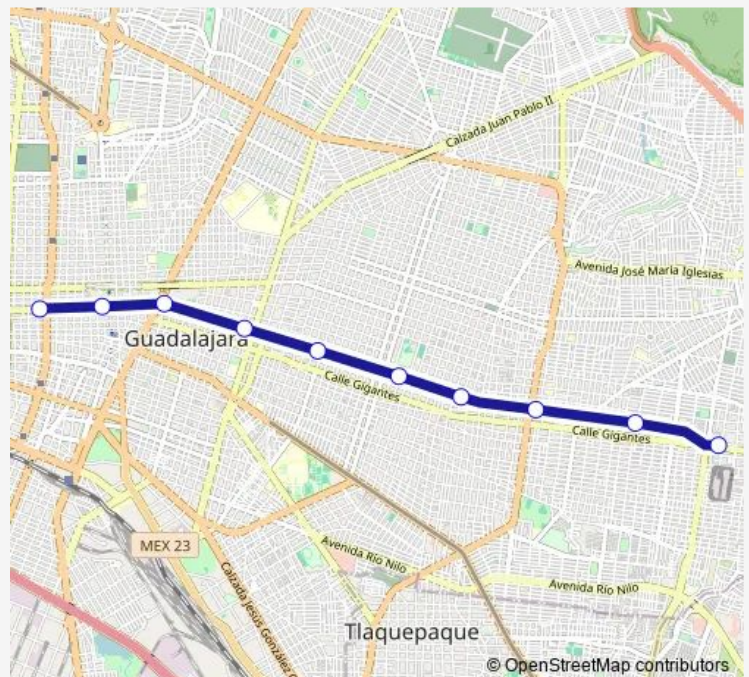 Calzada Juan Pablo II
Avenida José María Iglesias
Guadalajara
Calle Gigantes
Calle Gigantes
MEX 23
Avenida Río Nilo
Avenida Río Nilo
Calzada Jesús González
Tlaquepaque
© OpenStreetMap contributors